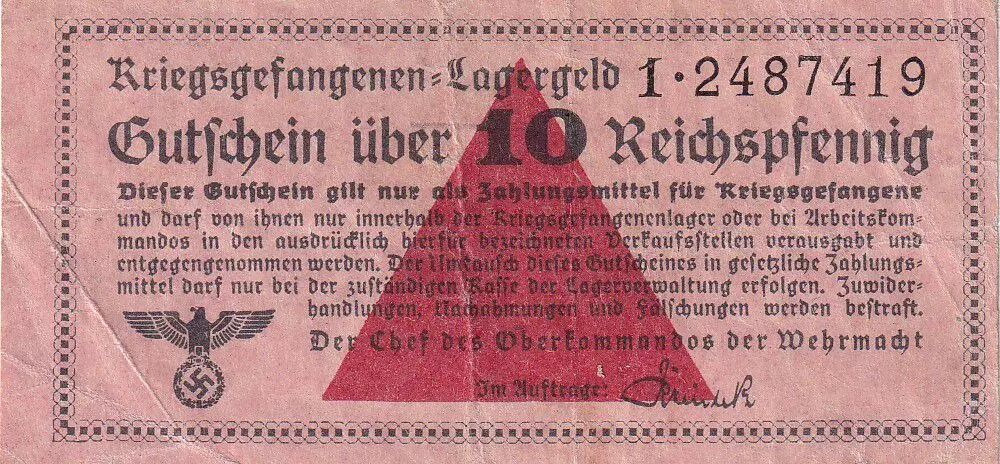 Kriegsgefangenen-Lagergeld 1·2487419
Gutschein über 10 Reichspfennig
Dieser Gutschein gilt nur als Zahlungsmittel für Kriegsgefangene
und darf von ihnen nur innerhalb der Kriegsgefangenenlager oder bei Arbeitskom-
mandos in den ausdrücklich hierfür bezeichneten Verkaufsstellen verausgabt und
entgegengenommen werden. Der Umtausch dieses Gutscheines in gesetzliche Zahlungs-
mittel darf nur bei der zuständigen Kasse der Lagerverwaltung erfolgen. Zuwider-
handlungen, Nachahmungen und Fälschungen werden bestraft.
Der Chef des Oberkommandos der Wehrmacht
Im Auftrage: